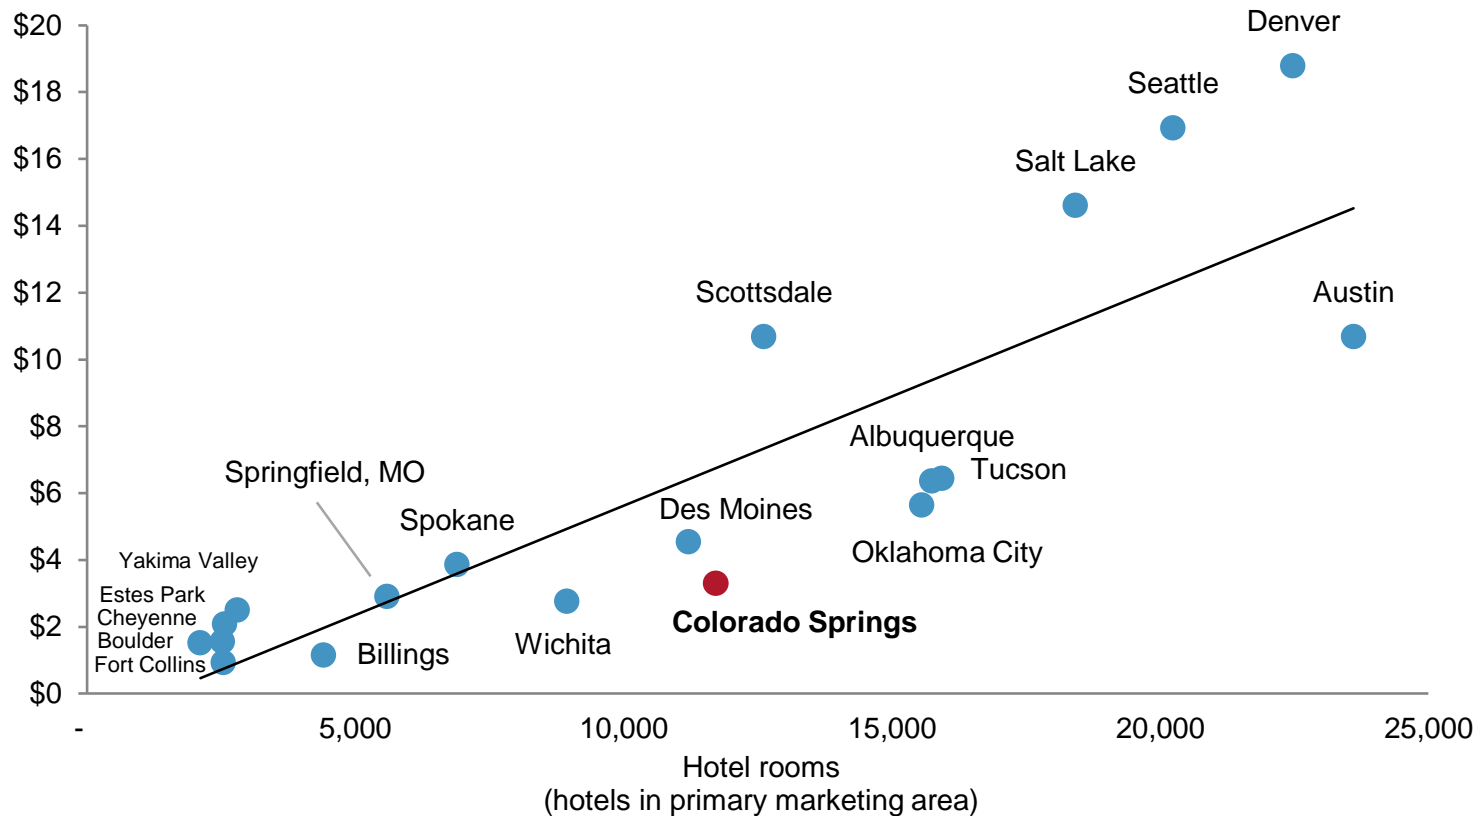 $20
Denver
$18
Seattle
$16
Salt Lake
$14
$12
Scottsdale
Austin
$10
$8
Albuquerque
Springfield, MO
Tucson
$6
Spokane
Des Moines
Oklahoma City
$4
Yakima Valley
Estes Park
Cheyenne
Colorado Springs
$2
Boulder
Wichita
Billings
Fort Collins
$0
- 5,000 10,000 15,000 20,000 25,000
Hotel rooms
(hotels in primary marketing area)